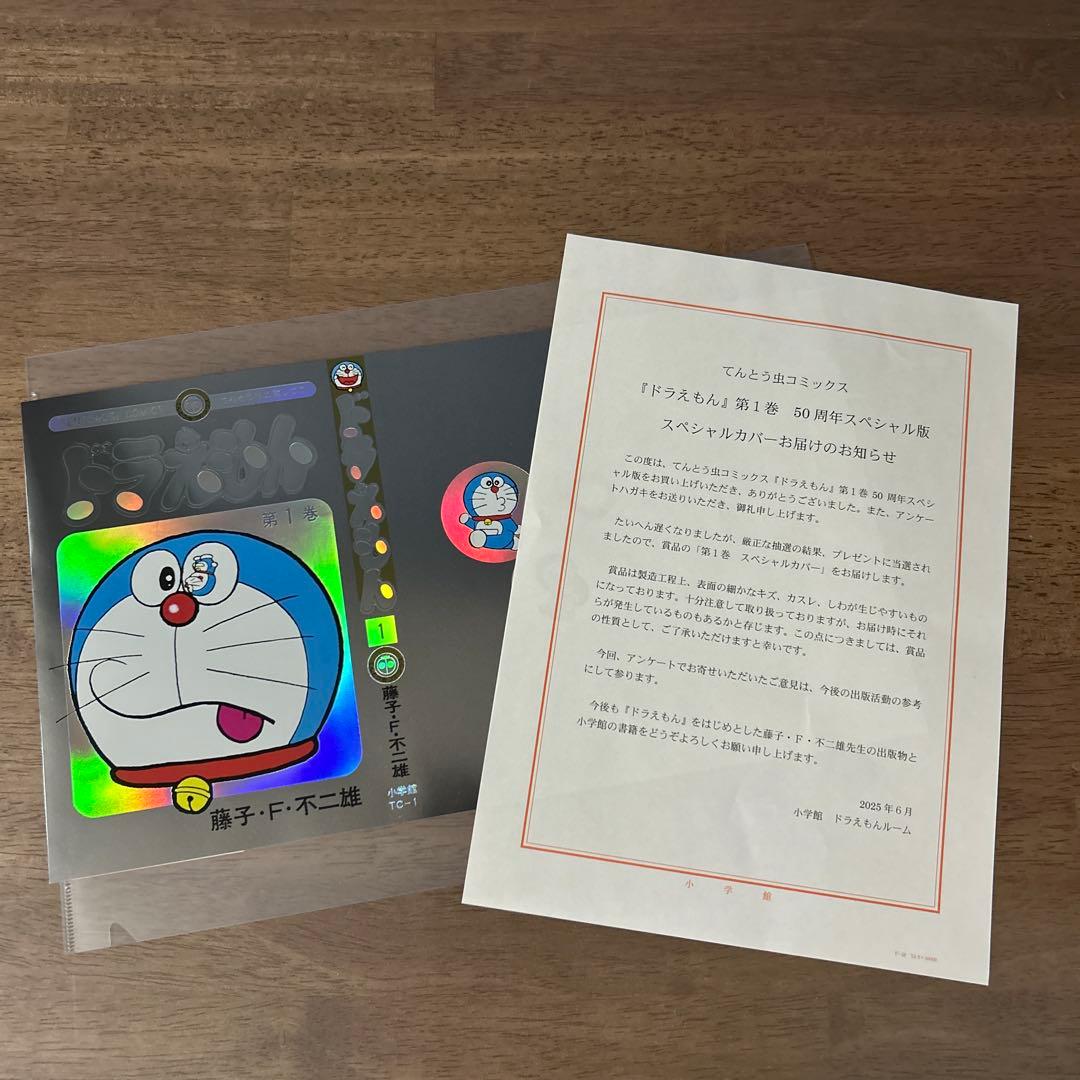 ドラえもん
第1巻
藤子・F・不二雄
ドラえもん
1
藤子・F・不二雄
小学館
TC-1
てんとう虫コミックス
『ドラえもん』第1巻 50周年スペシャル版
スペシャルカバーお届けのお知らせ
この度は、てんとう虫コミックス『ドラえもん』第1巻 50 周年スペシ
ャル版をお買い上げいただき、ありがとうございました。また、アンケー
トハガキをお送りいただき、御礼申し上げます。
たいへん遅くなりましたが、厳正な抽選の結果、プレゼントに当選され
ましたので、賞品の「第1巻 スペシャルカバー」をお届けします。
賞品は製造工程上、表面の細かなキズ、カスレ、しわが生じやすいもの
になっております。十分注意して取り扱っておりますが、お届け時にそれ
らが発生しているものもあるかと存じます。この点につきましては、賞品
の性質として、ご了承いただけますと幸いです。
今回、アンケートでお寄せいただいたご意見は、今後の出版活動の参考
にして参ります。
今後も『ドラえもん』をはじめとした藤子・F・不二雄先生の出版物と
小学館の書籍をどうぞよろしくお願い申し上げます。
2025年6月
小学館 ドラえもんルーム
小学館